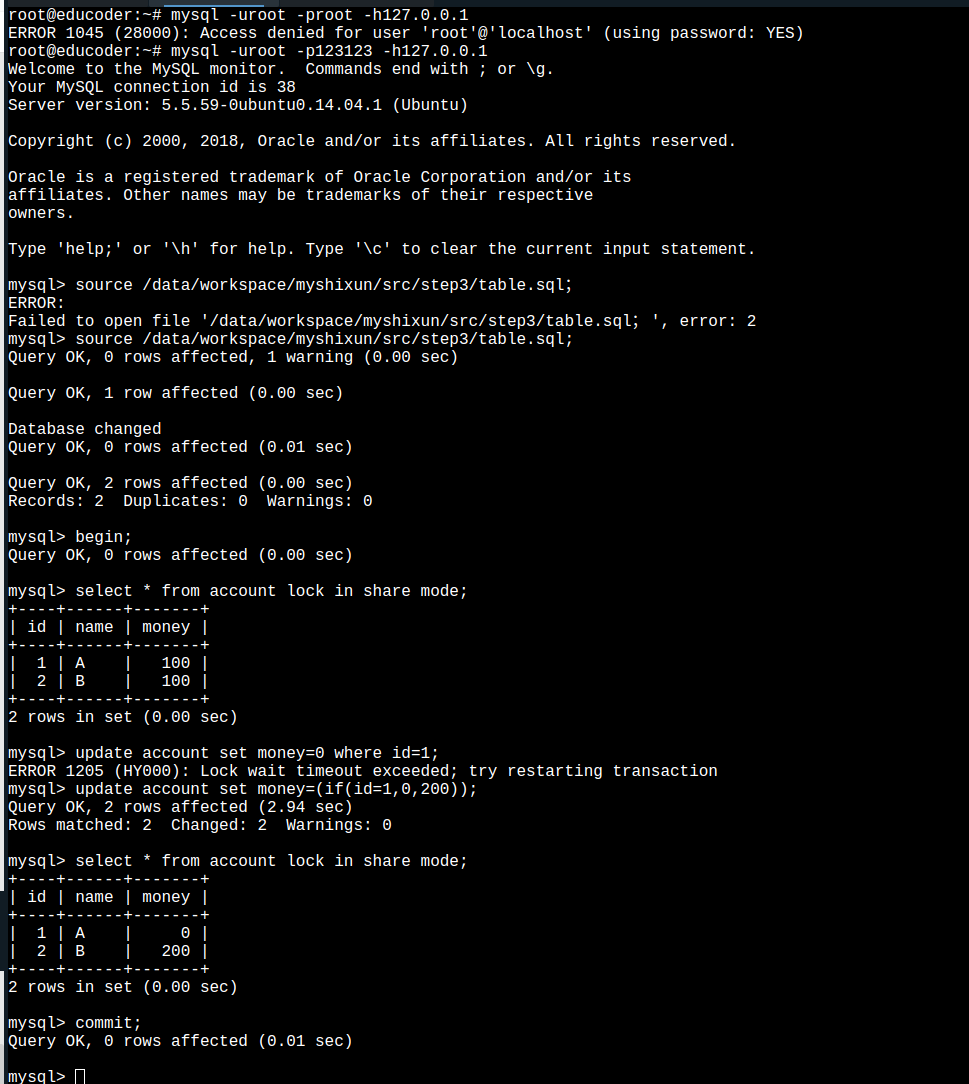 root@educoder:~# mysql -uroot -proot -h127.0.0.1
ERROR 1045 (28000): Access denied for user 'root'@'localhost' (using password: YES)
root@educoder:~# mysql -uroot -p123123 -h127.0.0.1
Welcome to the MySQL monitor.  Commands end with ; or \g.
Your MySQL connection id is 38
Server version: 5.5.59-0ubuntu0.14.04.1 (Ubuntu)

Copyright (c) 2000, 2018, Oracle and/or its affiliates. All rights reserved.

Oracle is a registered trademark of Oracle Corporation and/or its
affiliates. Other names may be trademarks of their respective
owners.

Type 'help;' or '\h' for help. Type '\c' to clear the current input statement.

mysql> source /data/workspace/myshixun/src/step3/table.sql;
ERROR:
Failed to open file '/data/workspace/myshixun/src/step3/table.sql; ', error: 2
mysql> source /data/workspace/myshixun/src/step3/table.sql;
Query OK, 0 rows affected, 1 warning (0.00 sec)

Query OK, 1 row affected (0.00 sec)

Database changed
Query OK, 0 rows affected (0.01 sec)

Query OK, 2 rows affected (0.00 sec)
Records: 2  Duplicates: 0  Warnings: 0

mysql> begin;
Query OK, 0 rows affected (0.00 sec)

mysql> select * from account lock in share mode;
+----+------+-------+
| id | name | money |
+----+------+-------+
|  1 | A    |   100 |
|  2 | B    |   100 |
+----+------+-------+
2 rows in set (0.00 sec)

mysql> update account set money=0 where id=1;
ERROR 1205 (HY000): Lock wait timeout exceeded; try restarting transaction
mysql> update account set money=(if(id=1,0,200));
Query OK, 2 rows affected (2.94 sec)
Rows matched: 2  Changed: 2  Warnings: 0

mysql> select * from account lock in share mode;
+----+------+-------+
| id | name | money |
+----+------+-------+
|  1 | A    |     0 |
|  2 | B    |   200 |
+----+------+-------+
2 rows in set (0.00 sec)

mysql> commit;
Query OK, 0 rows affected (0.01 sec)

mysql>